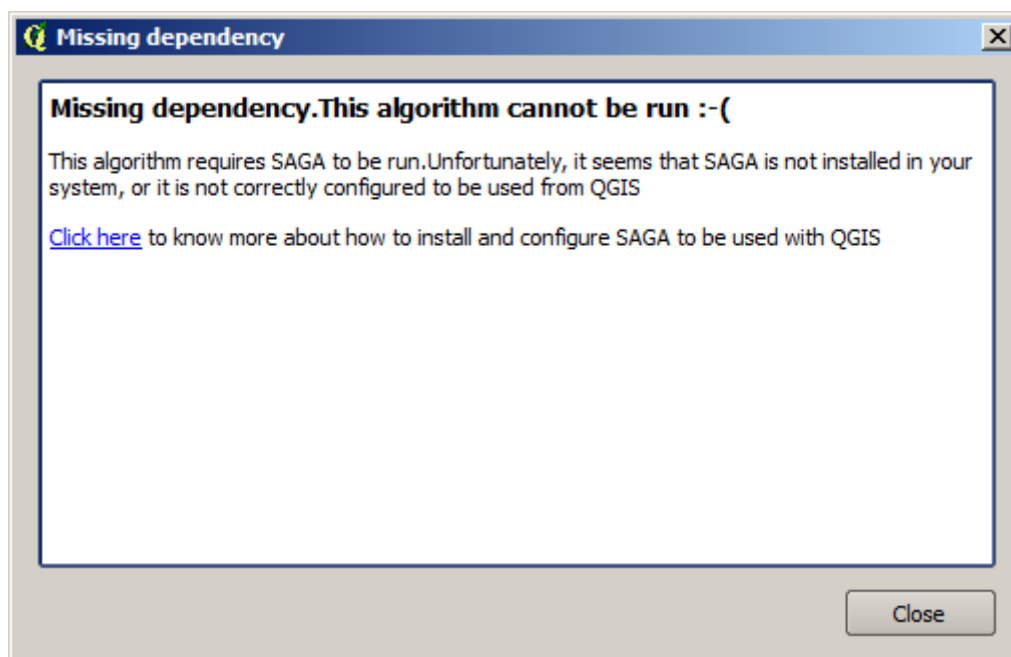 Missing dependency
Missing dependency.This algorithm cannot be run :-(
This algorithm requires SAGA to be run.Unfortunately, it seems that SAGA is not installed in your
system, or it is not correctly configured to be used from QGIS
Click here to know more about how to install and configure SAGA to be used with QGIS
Close